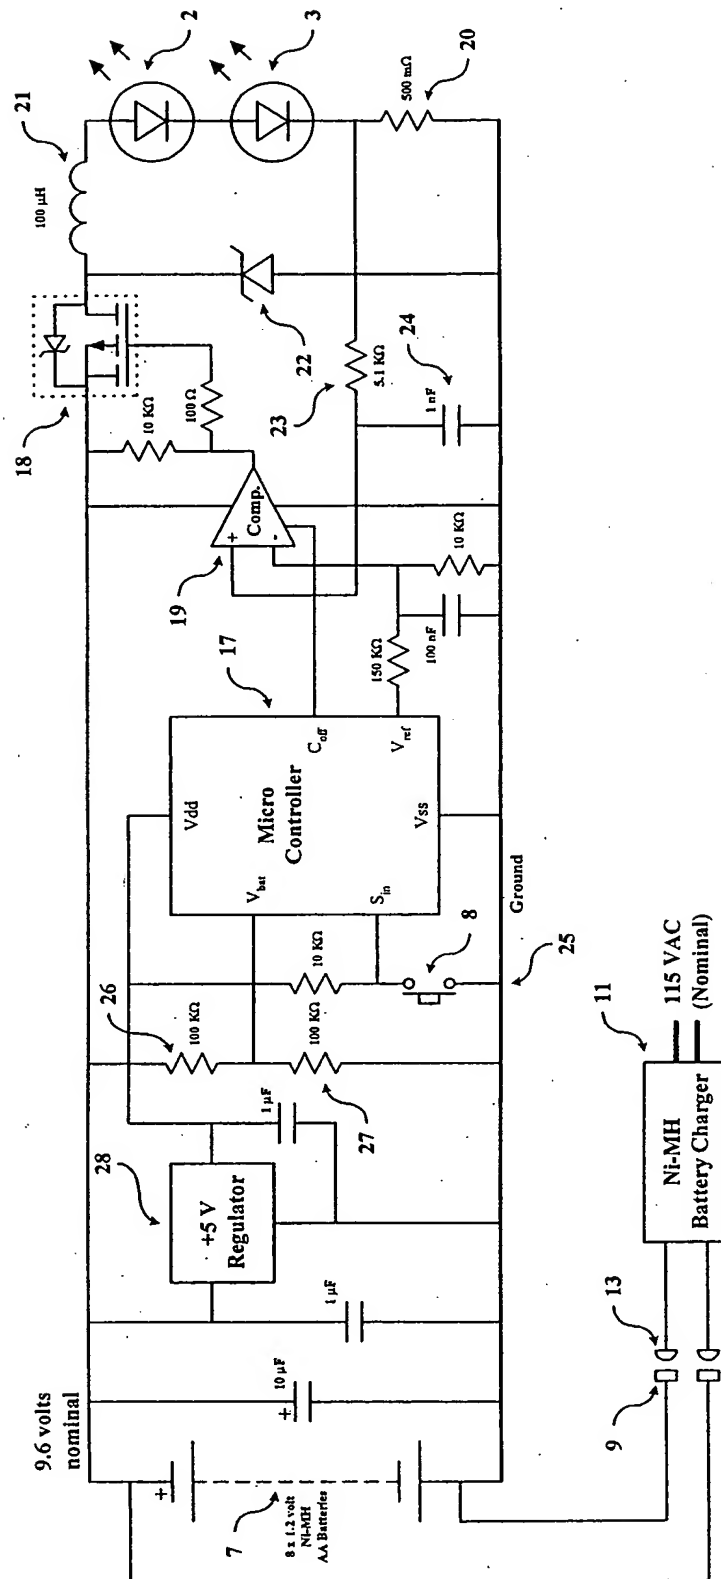 9.6 volts
nominal
+
7
8 x 1.2 volt
Ni-MH
AA Batteries
+
10 µF
1 µF
28
+5 V
Regulator
1 µF
26
100 KΩ
100 KΩ
27
10 KΩ
8
25
Ground
17
Micro
Controller
Vdd
Vbat
Sin
Vss
Coff
Vref
150 KΩ
100 nF
10 KΩ
19
Comp.
+
-
10 KΩ
100 Ω
18
23
5.1 KΩ
24
1 nF
22
21
100 µH
2
3
20
500 mΩ
9
13
11
Ni-MH
Battery Charger
115 VAC
(Nominal)